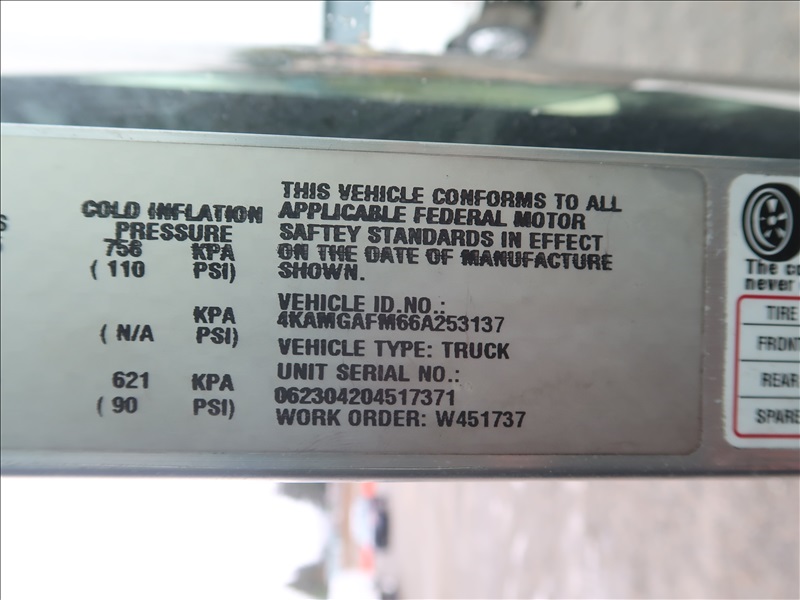 COLD INFLATION
PRESSURE
756 KPA
( 110 PSI)
KPA
( N/A PSI)
621 KPA
( 90 PSI)
THIS VEHICLE CONFORMS TO ALL
APPLICABLE FEDERAL MOTOR
SAFTEY STANDARDS IN EFFECT
ON THE DATE OF MANUFACTURE
SHOWN.
VEHICLE ID.NO.:
4KAMGAFM66A253137
VEHICLE TYPE: TRUCK
UNIT SERIAL NO.:
062304204517371
WORK ORDER: W451737
The
never
TIRE
FRONT
REAR
SPARE